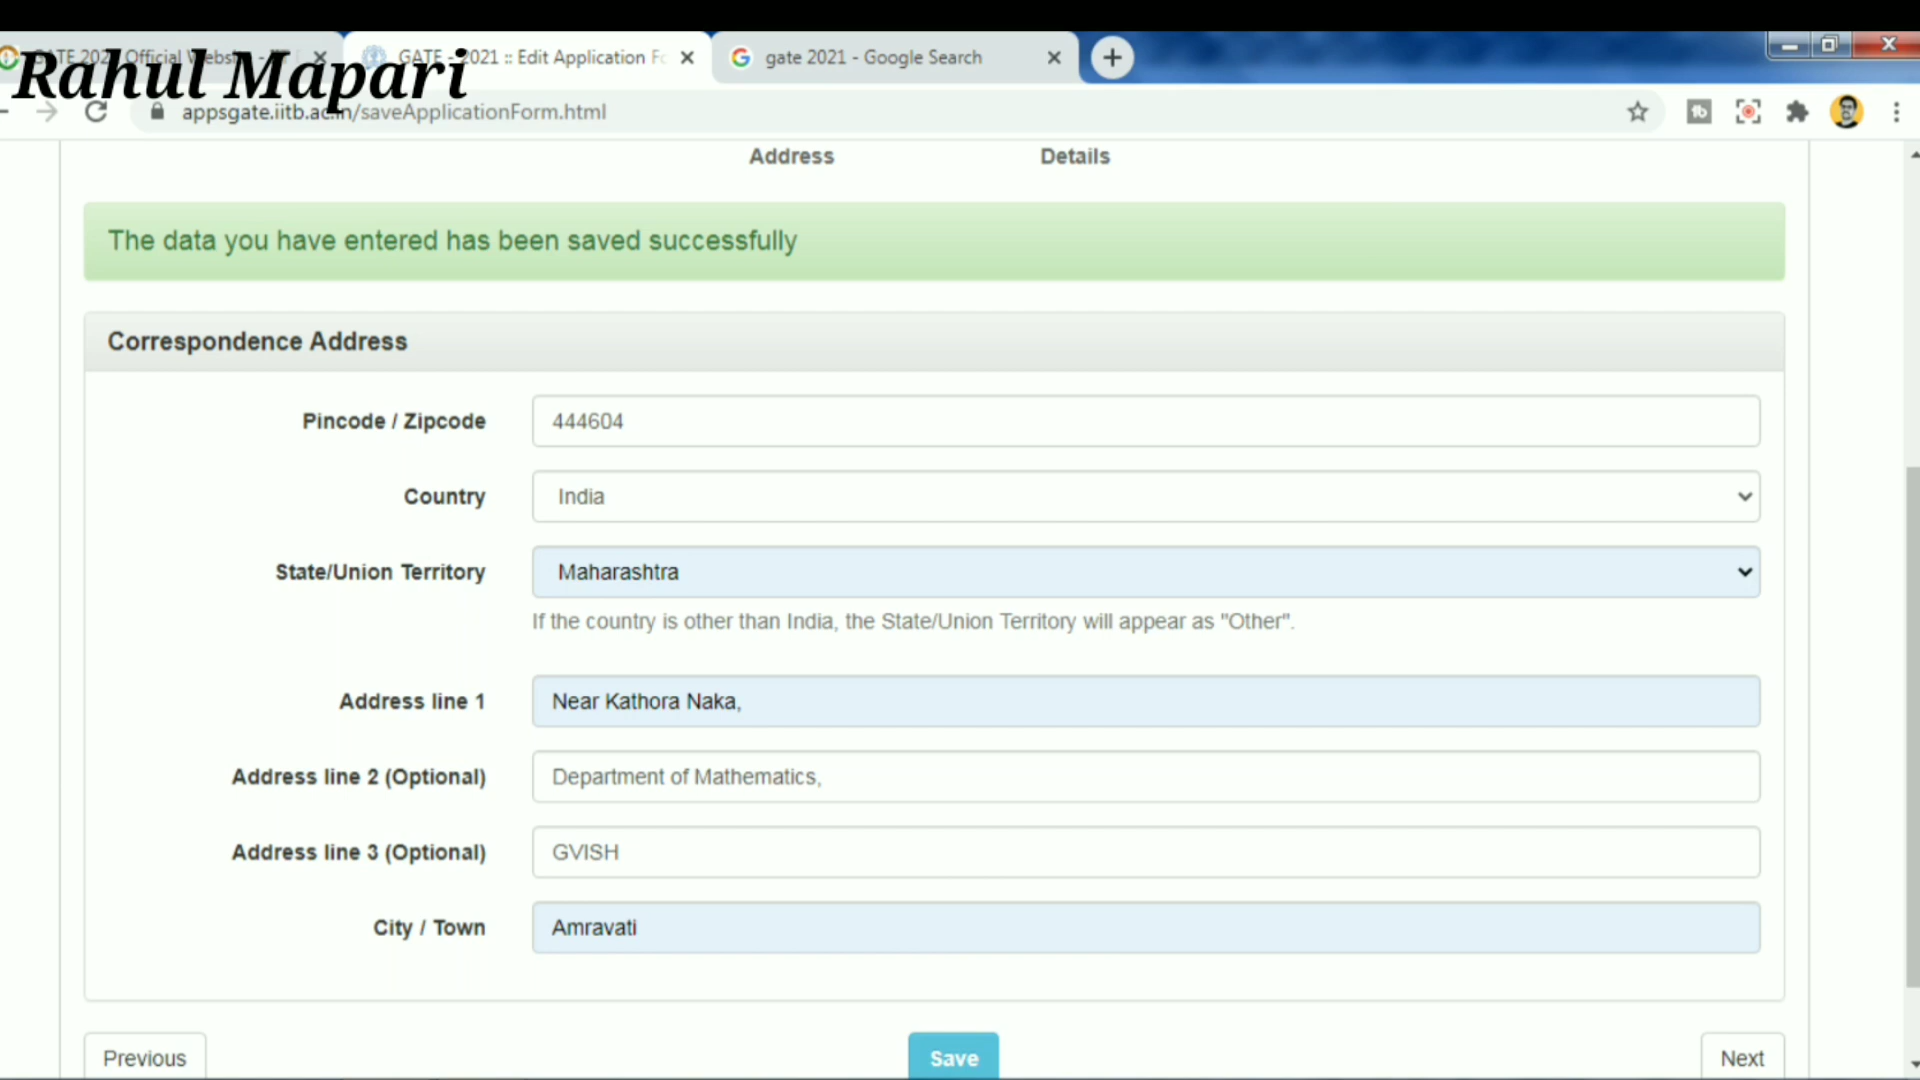 Rahul Mapari
GATE - 2021 :: Edit Application Fo
gate 2021 - Google Search
appsgate.iitb.ac.in/saveApplicationForm.html
Address
Details
The data you have entered has been saved successfully
Correspondence Address
Pincode / Zipcode
444604
Country
India
State/Union Territory
Maharashtra
If the country is other than India, the State/Union Territory will appear as "Other".
Address line 1
Near Kathora Naka,
Address line 2 (Optional)
Department of Mathematics,
Address line 3 (Optional)
GVISH
City / Town
Amravati
Previous
Save
Next